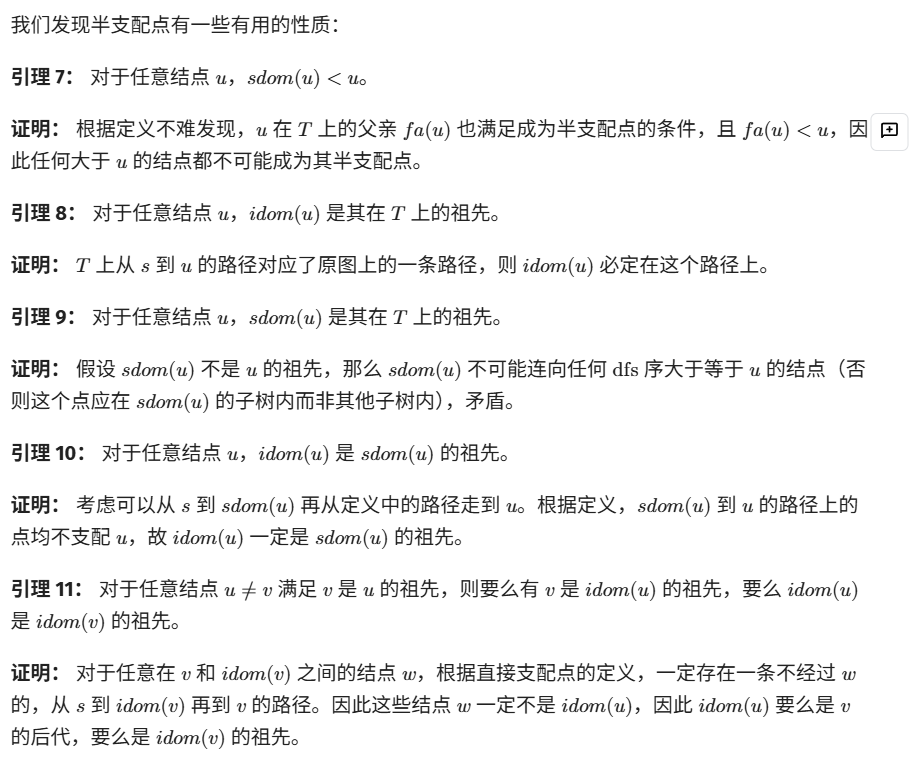 我们发现半支配点有一些有用的性质：
引理 7： 对于任意结点 u，sdom(u) < u。
证明： 根据定义不难发现，u 在 T 上的父亲 fa(u) 也满足成为半支配点的条件，且 fa(u) < u，因
此任何大于 u 的结点都不可能成为其半支配点。
引理 8： 对于任意结点 u，idom(u) 是其在 T 上的祖先。
证明： T 上从 s 到 u 的路径对应了原图上的一条路径，则 idom(u) 必定在这个路径上。
引理 9： 对于任意结点 u，sdom(u) 是其在 T 上的祖先。
证明： 假设 sdom(u) 不是 u 的祖先，那么 sdom(u) 不可能连向任何 dfs 序大于等于 u 的结点（否
则这个点应在 sdom(u) 的子树内而非其他子树内），矛盾。
引理 10： 对于任意结点 u，idom(u) 是 sdom(u) 的祖先。
证明： 考虑可以从 s 到 sdom(u) 再从定义中的路径走到 u。根据定义，sdom(u) 到 u 的路径上的
点均不支配 u，故 idom(u) 一定是 sdom(u) 的祖先。
引理 11： 对于任意结点 u ≠ v 满足 v 是 u 的祖先，则要么有 v 是 idom(u) 的祖先，要么 idom(u)
是 idom(v) 的祖先。
证明： 对于任意在 v 和 idom(v) 之间的结点 w，根据直接支配点的定义，一定存在一条不经过 w
的，从 s 到 idom(v) 再到 v 的路径。因此这些结点 w 一定不是 idom(u)，因此 idom(u) 要么是 v
的后代，要么是 idom(v) 的祖先。